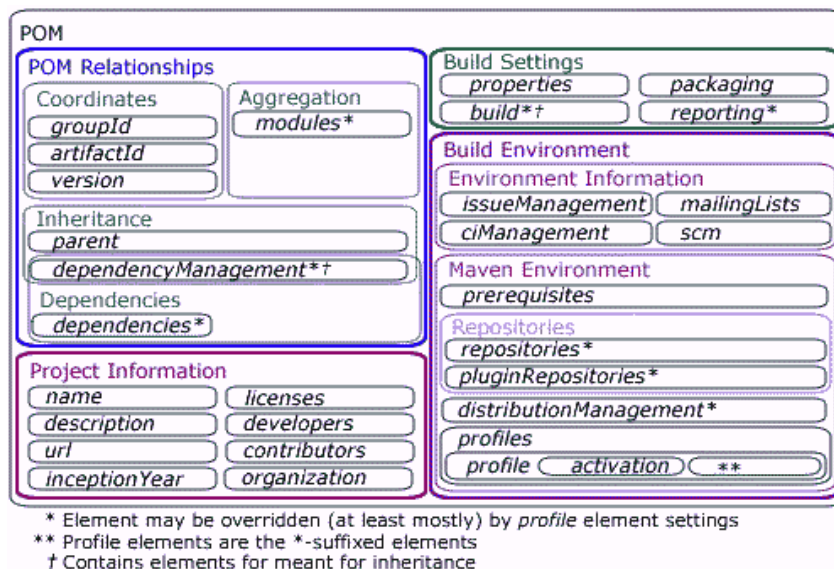 POM
POM Relationships
Coordinates
groupId
artifactId
version
Aggregation
modules*
Inheritance
parent
dependencyManagement*†
Dependencies
dependencies*
Project Information
name
licenses
description
developers
url
contributors
inceptionYear
organization
Build Settings
properties
packaging
build*†
reporting*
Build Environment
Environment Information
issueManagement
mailingLists
ciManagement
scm
Maven Environment
prerequisites
Repositories
repositories*
pluginRepositories*
distributionManagement*
profiles
profile activation **
* Element may be overridden (at least mostly) by profile element settings
** Profile elements are the *-suffixed elements
† Contains elements for meant for inheritance